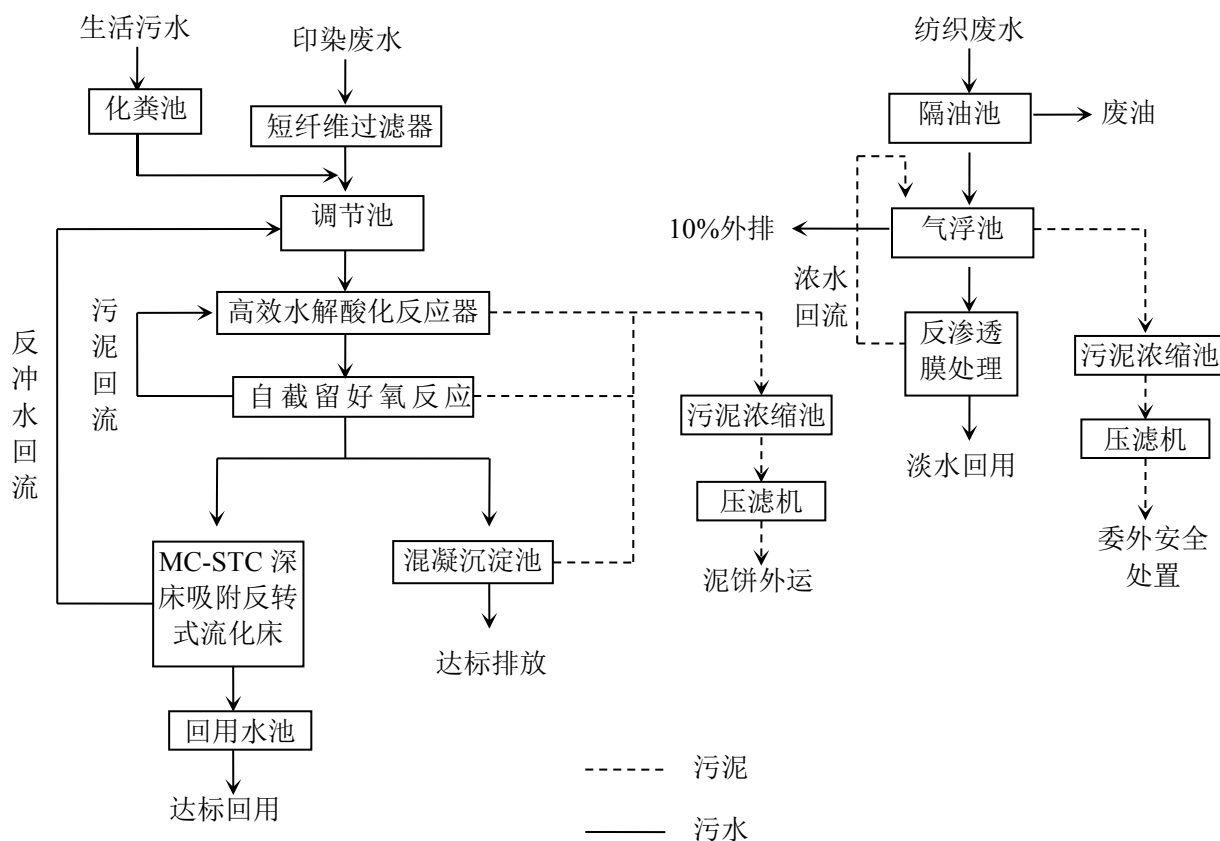 生活污水
印染废水
纺织废水
化粪池
短纤维过滤器
隔油池
废油
调节池
10%外排
气浮池
浓水
回流
高效水解酸化反应器
反渗透
膜处理
污泥浓缩池
污泥回流
反冲水回流
自截留好氧反应
污泥浓缩池
压滤机
淡水回用
压滤机
MC-STC 深
床吸附反转
式流化床
混凝沉淀池
泥饼外运
委外安全
处置
达标排放
回用水池
达标回用
污泥
污水